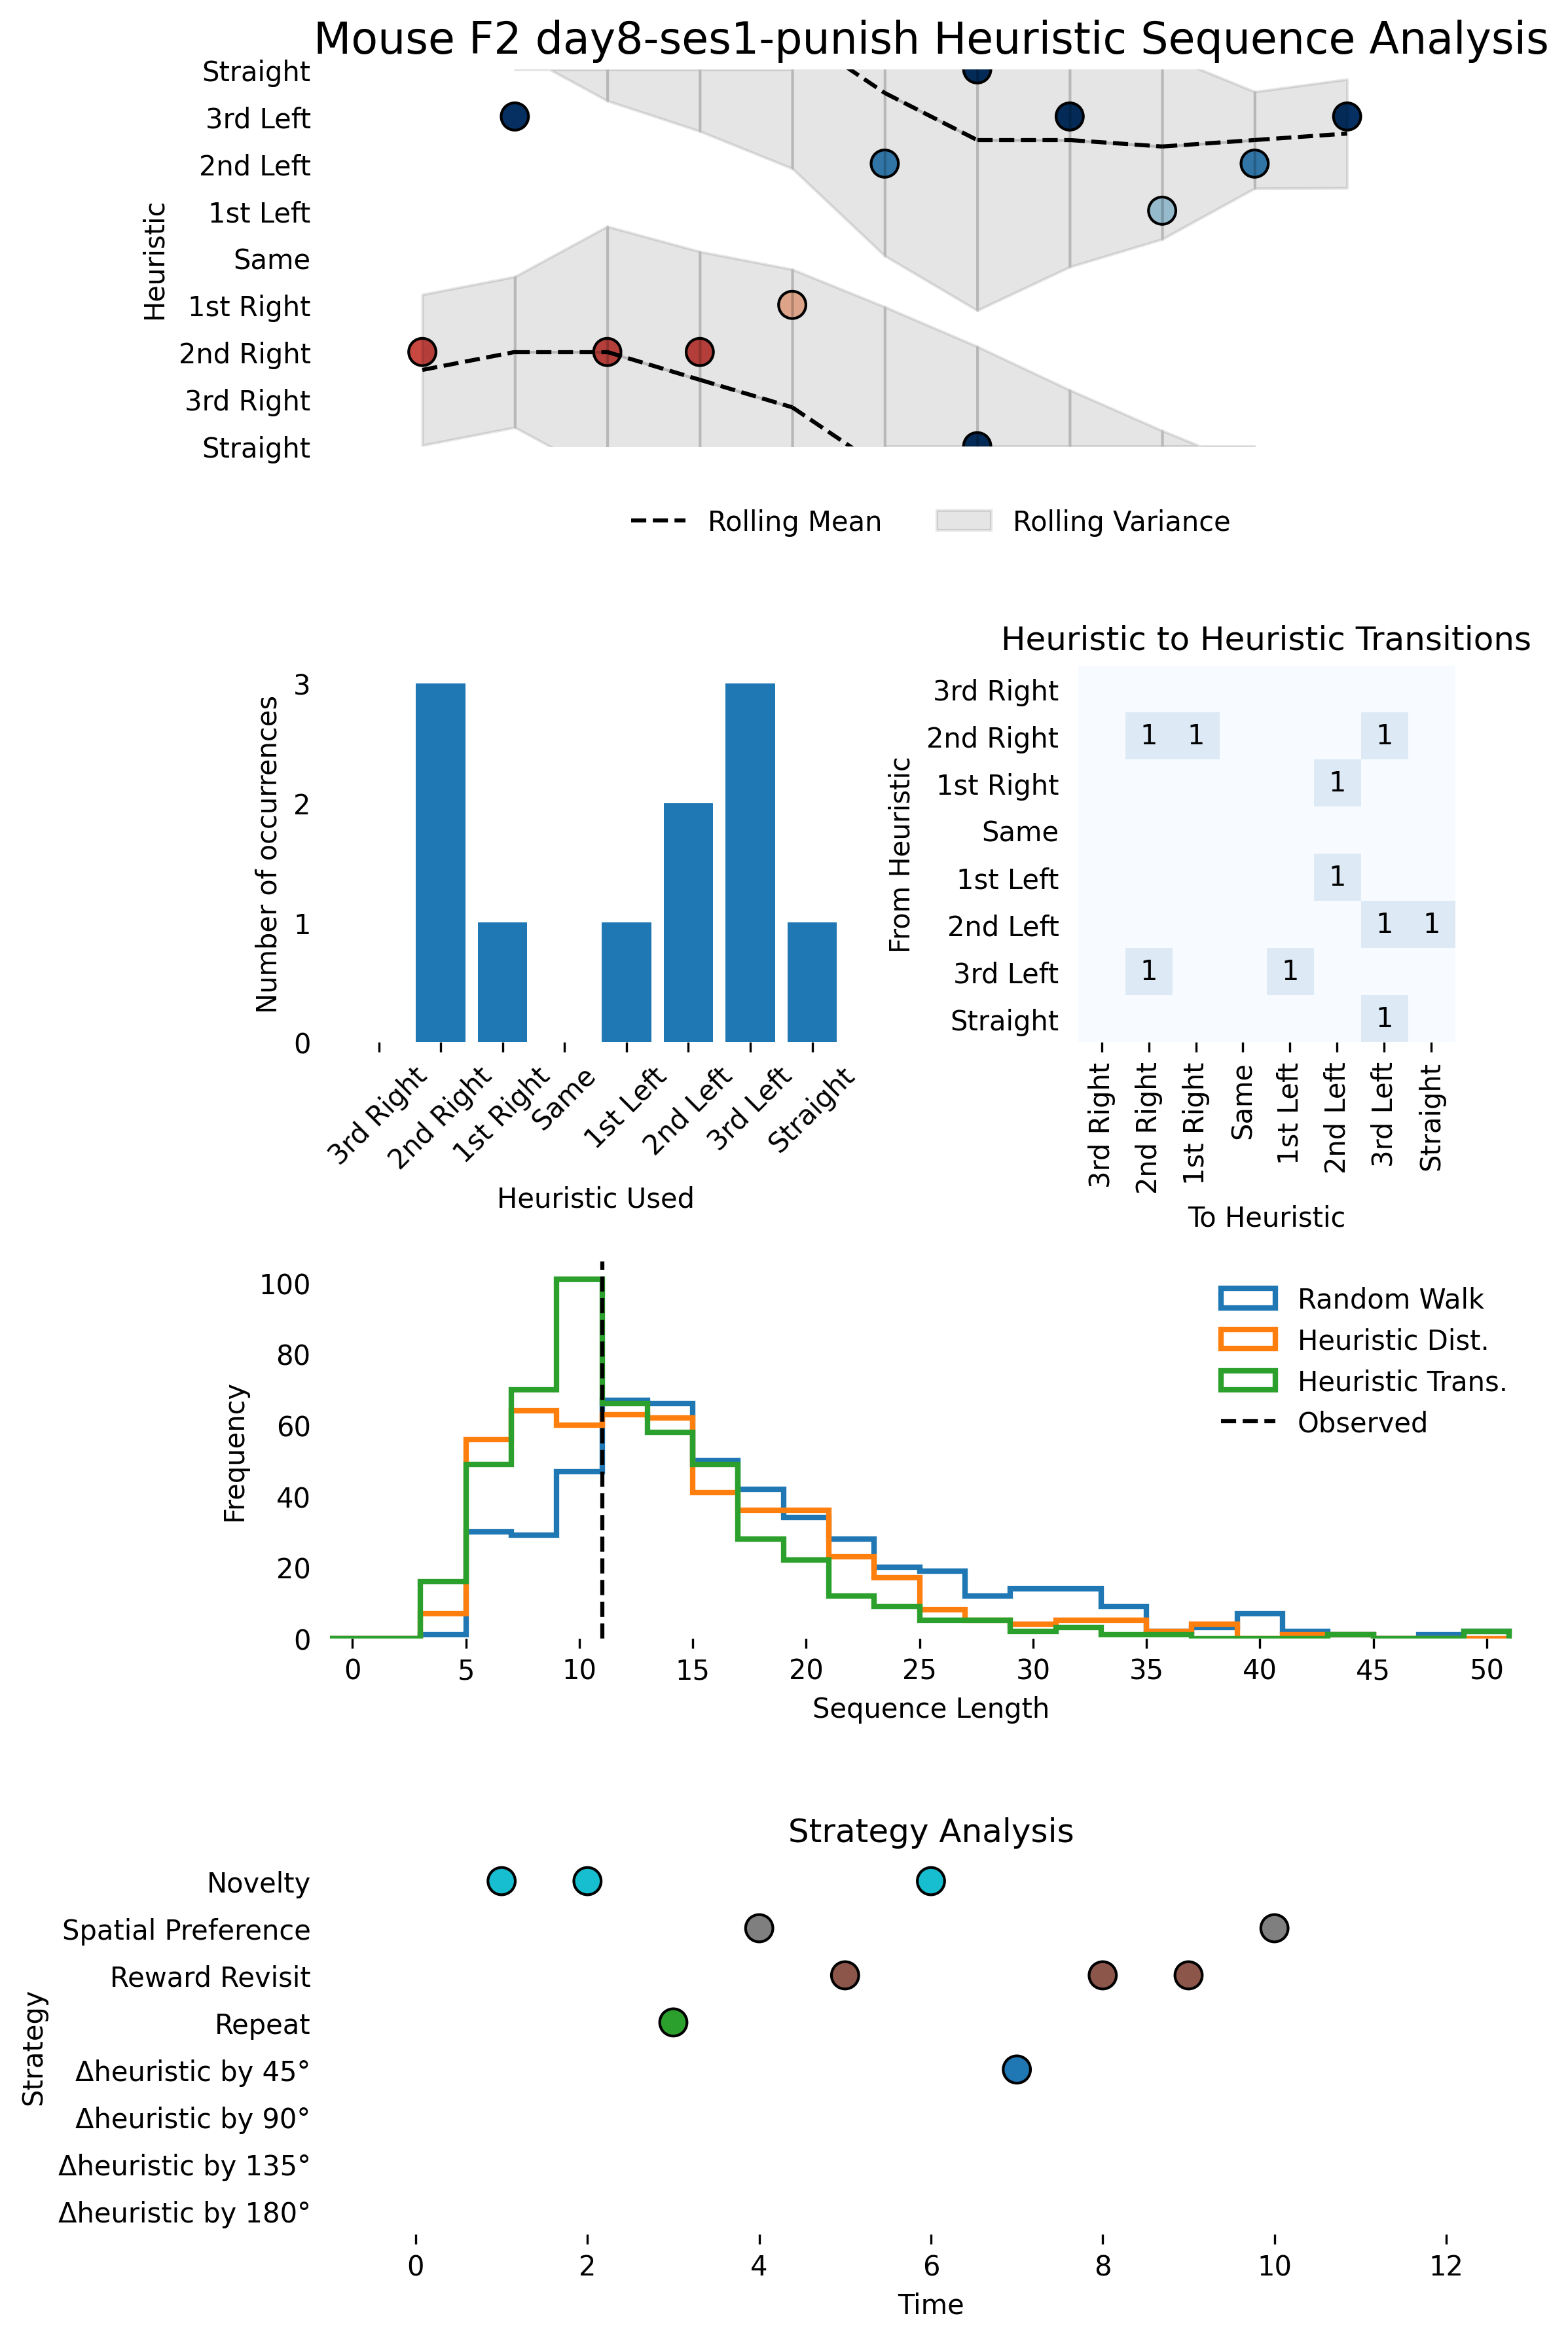 Mouse F2 day8-ses1-punish Heuristic Sequence Analysis
Heuristic
Straight
3rd Left
2nd Left
1st Left
Same
1st Right
2nd Right
3rd Right
Straight
Rolling Mean
Rolling Variance
Number of occurrences
3
2
1
0
3rd Right
2nd Right
1st Right
Same
1st Left
2nd Left
3rd Left
Straight
Heuristic Used
Heuristic to Heuristic Transitions
From Heuristic
3rd Right
2nd Right 1 1 1
1st Right 1
Same
1st Left 1
2nd Left 1 1
3rd Left 1 1
Straight 1
3rd Right
2nd Right
1st Right
Same
1st Left
2nd Left
3rd Left
Straight
To Heuristic
Frequency
100
80
60
40
20
0
0 5 10 15 20 25 30 35 40 45 50
Sequence Length
Random Walk
Heuristic Dist.
Heuristic Trans.
Observed
Strategy Analysis
Strategy
Novelty
Spatial Preference
Reward Revisit
Repeat
Δheuristic by 45°
Δheuristic by 90°
Δheuristic by 135°
Δheuristic by 180°
0 2 4 6 8 10 12
Time